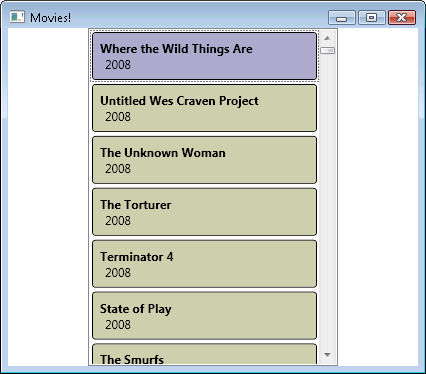 Movies!
Where the Wild Things Are
2008
Untitled Wes Craven Project
2008
The Unknown Woman
2008
The Torturer
2008
Terminator 4
2008
State of Play
2008
The Smurfs